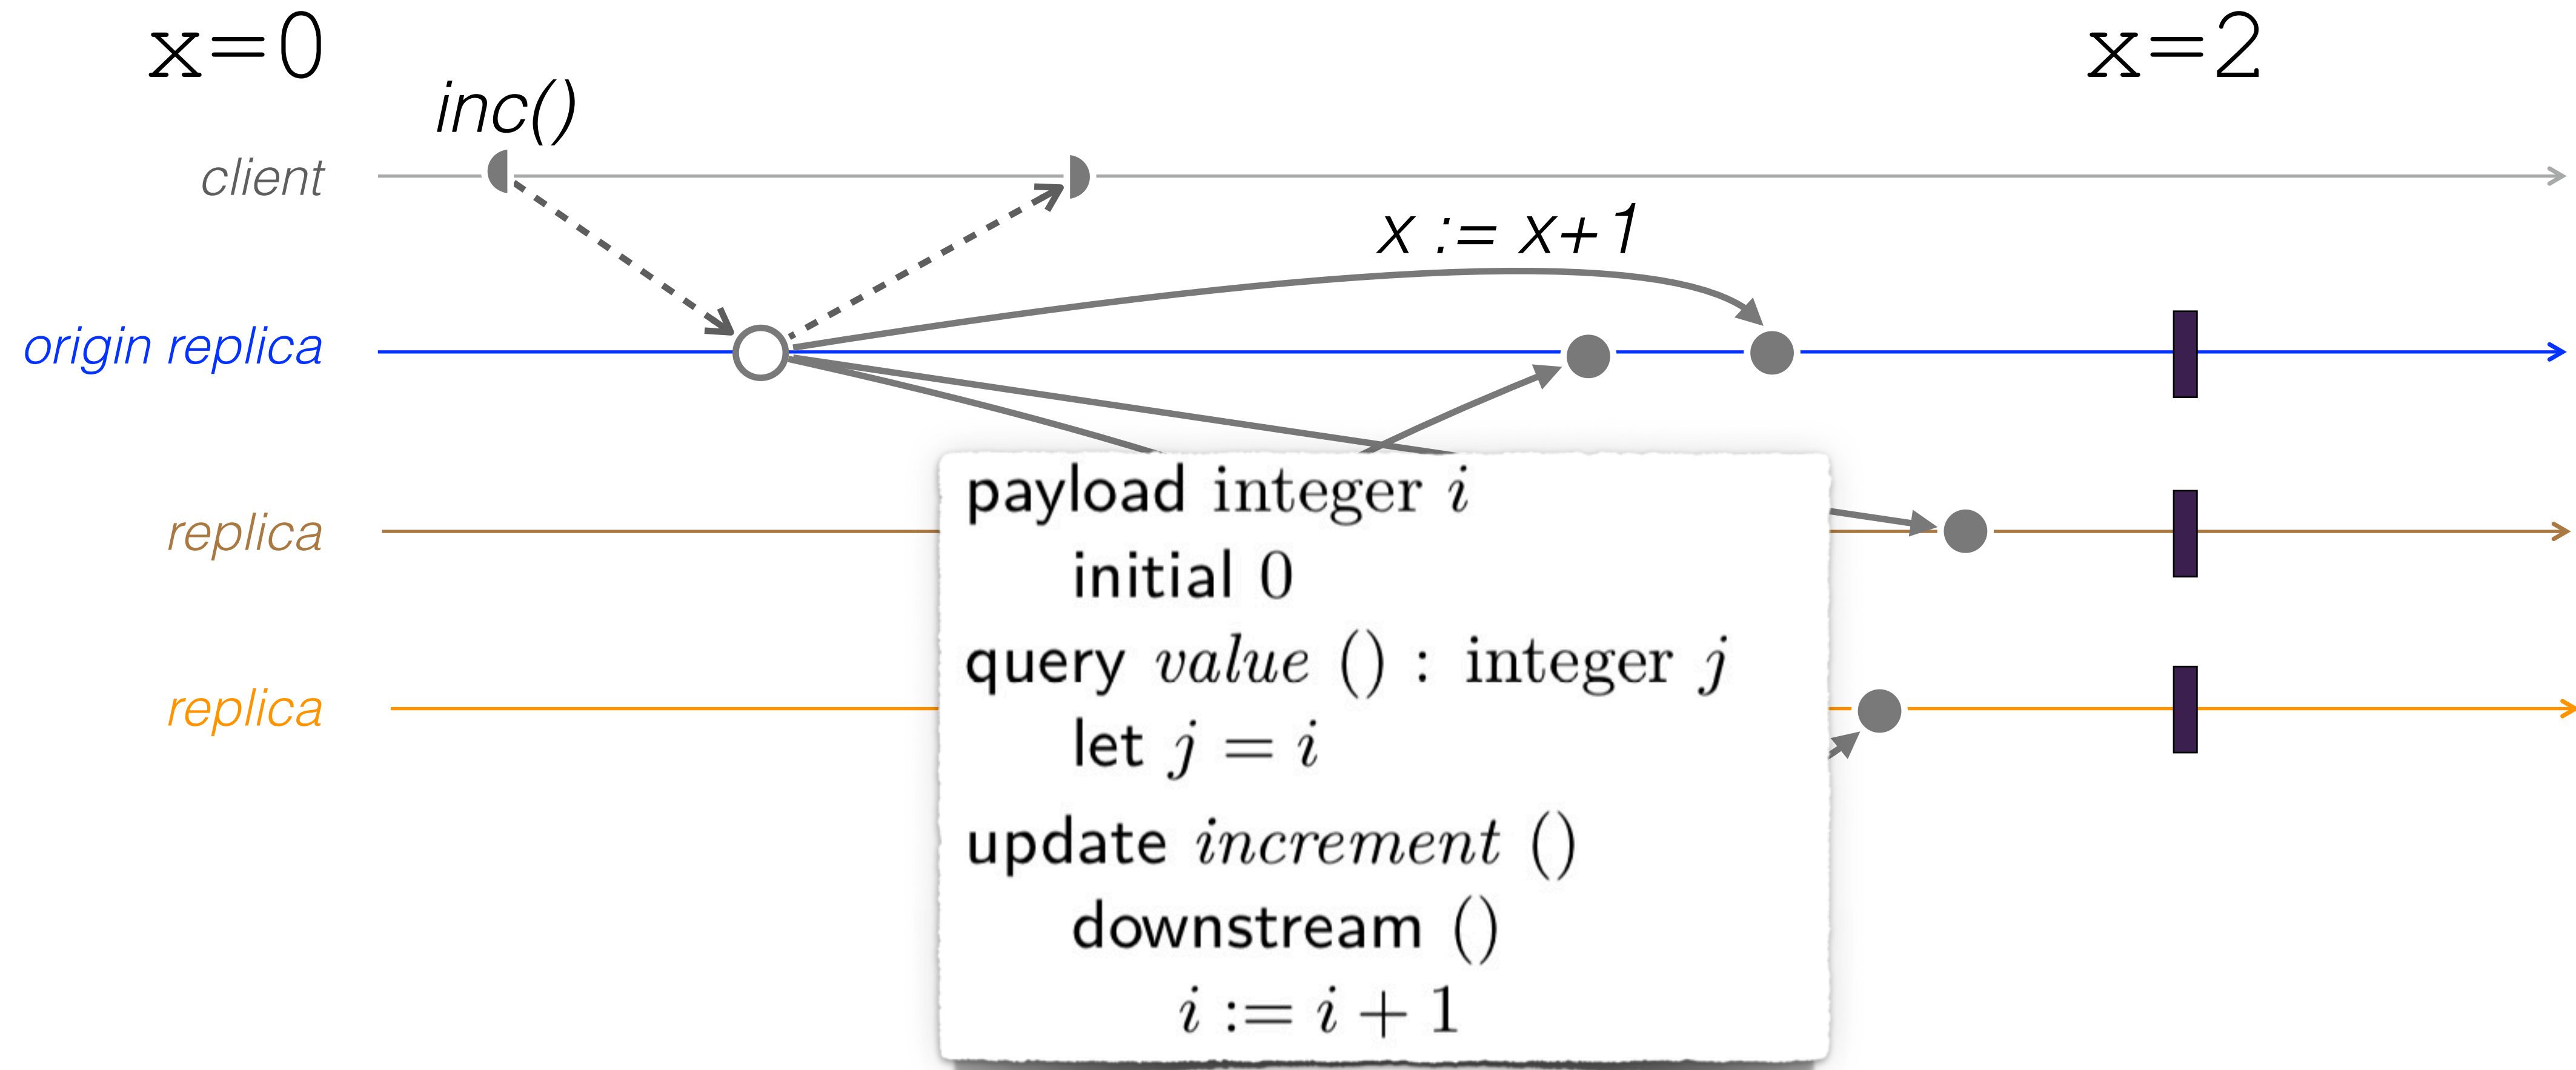 x=0
x=2
inc()
client
x := x+1
origin replica
replica
replica
payload integer i
initial 0
query value () : integer j
let j = i
update increment ()
downstream ()
i := i + 1